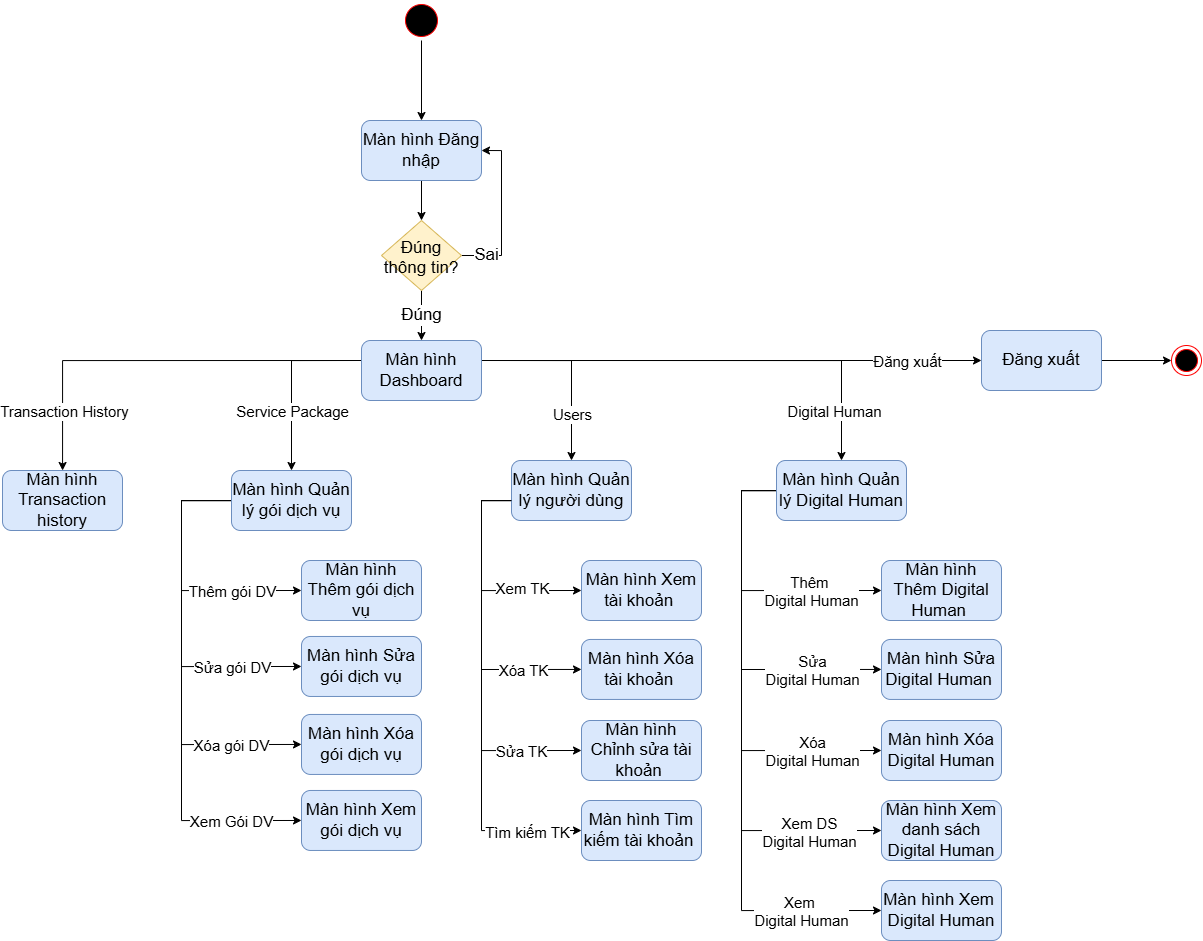 Màn hình Đăng
nhập
Đúng
thông tin?
Sai
Đúng
Màn hình
Dashboard
Đăng xuất
Đăng xuất
Transaction History
Service Package
Users
Digital Human
Màn hình
Transaction
history
Màn hình Quản
lý gói dịch vụ
Màn hình Quản
lý người dùng
Màn hình Quản
lý Digital Human
Thêm gói DV
Màn hình
Thêm gói dịch
vụ
Sửa gói DV
Màn hình Sửa
gói dịch vụ
Xóa gói DV
Màn hình Xóa
gói dịch vụ
Xem Gói DV
Màn hình Xem
gói dịch vụ
Xem TK
Màn hình Xem
tài khoản
Xóa TK
Màn hình Xóa
tài khoản
Sửa TK
Màn hình
Chỉnh sửa tài
khoản
Tìm kiếm TK
Màn hình Tìm
kiếm tài khoản
Thêm
Digital Human
Màn hình
Thêm Digital
Human
Sửa
Digital Human
Màn hình Sửa
Digital Human
Xóa
Digital Human
Màn hình Xóa
Digital Human
Xem DS
Digital Human
Màn hình Xem
danh sách
Digital Human
Xem
Digital Human
Màn hình Xem
Digital Human